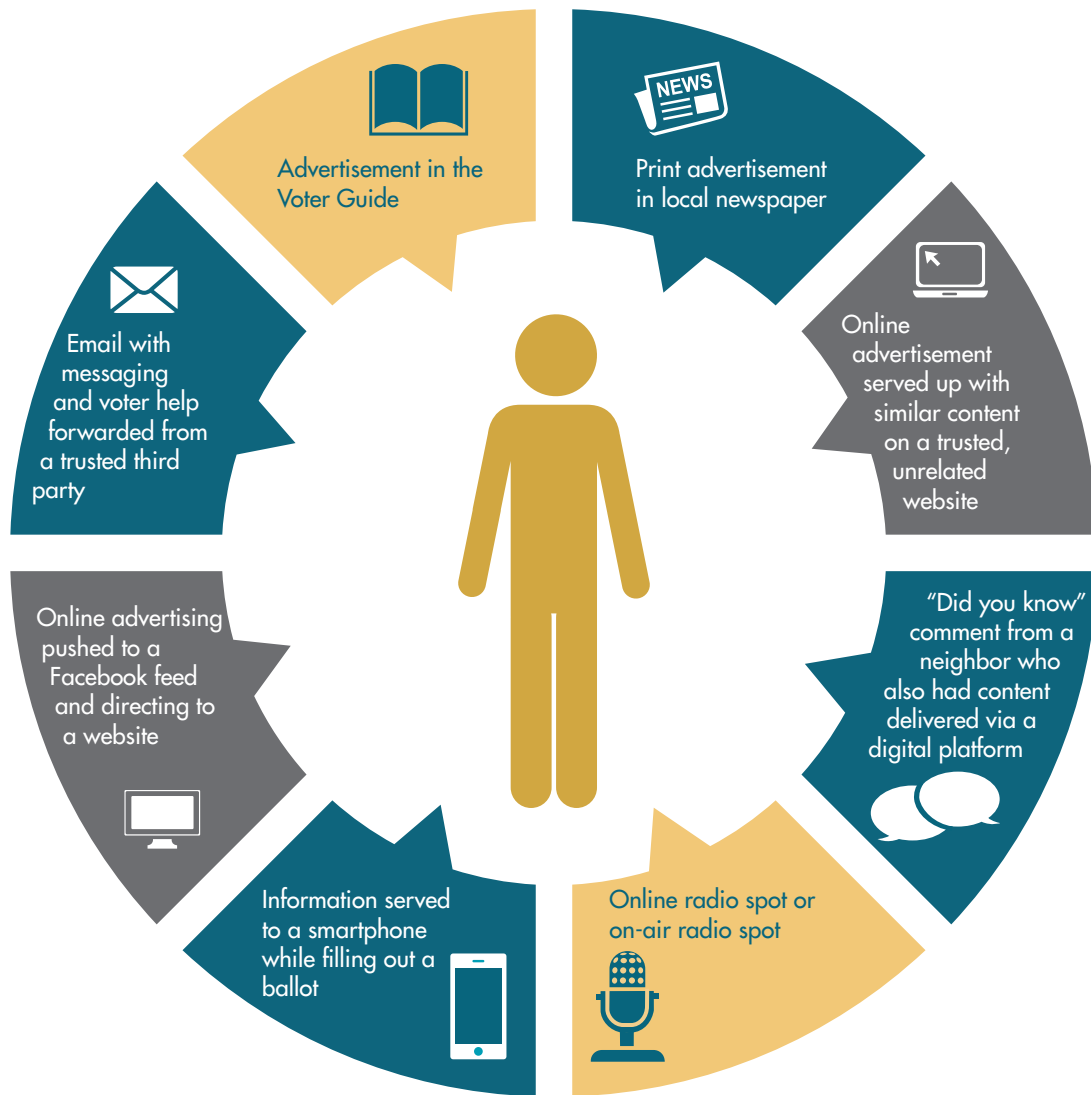 Advertisement in the
Voter Guide
NEWS
Print advertisement
in local newspaper
Online
advertisement
served up with
similar content
on a trusted,
unrelated
website
“Did you know”
comment from a
neighbor who
also had content
delivered via a
digital platform
Online radio spot or
on-air radio spot
Information served
to a smartphone
while filling out a
ballot
Online advertising
pushed to a
Facebook feed
and directing to
a website
Email with
messaging
and voter help
forwarded from
a trusted third
party